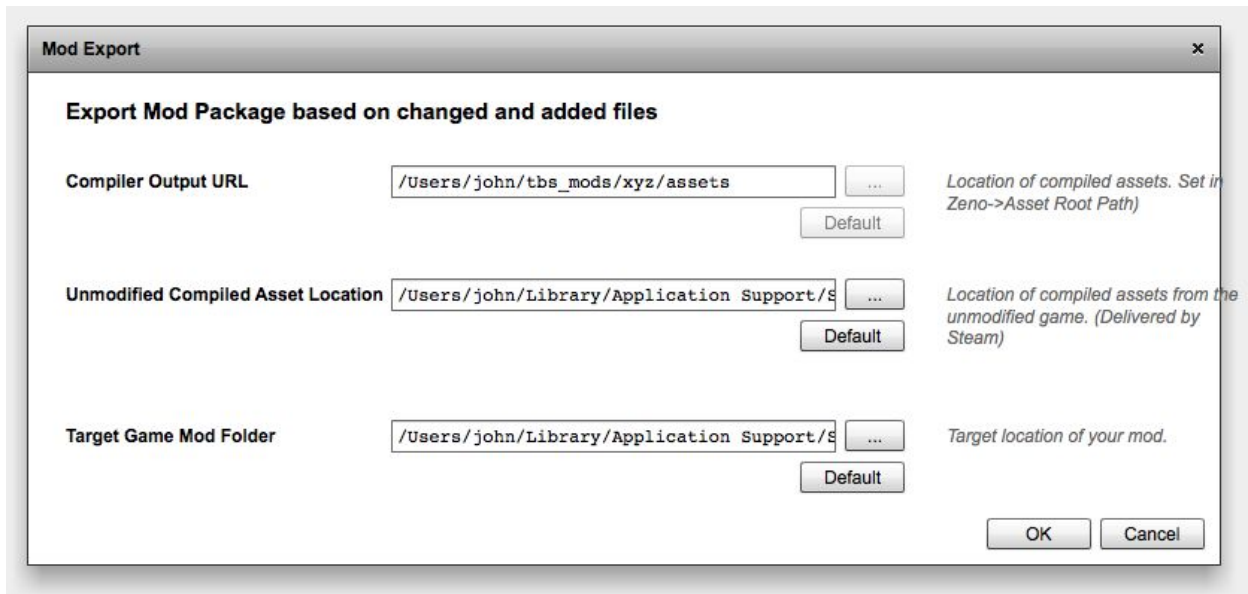 Mod Export
×
Export Mod Package based on changed and added files
Compiler Output URL
/Users/john/tbs_mods/xyz/assets
...
Location of compiled assets. Set in
Zeno->Asset Root Path)
Default
Unmodified Compiled Asset Location
/Users/john/Library/Application Support/S
...
Location of compiled assets from the
unmodified game. (Delivered by
Steam)
Default
Target Game Mod Folder
/Users/john/Library/Application Support/S
...
Target location of your mod.
Default
OK
Cancel